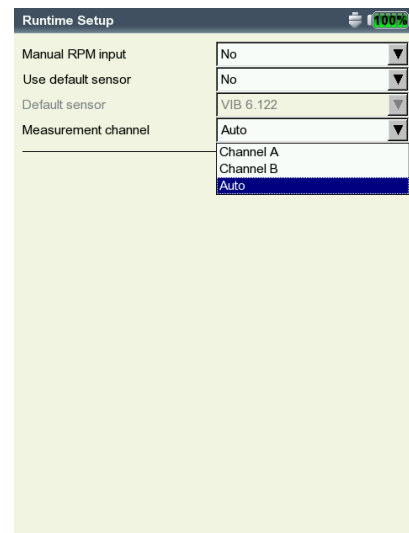 Runtime Setup 100%
Manual RPM input No
Use default sensor No
Default sensor VIB 6.122
Measurement channel Auto
Channel A
Channel B
Auto